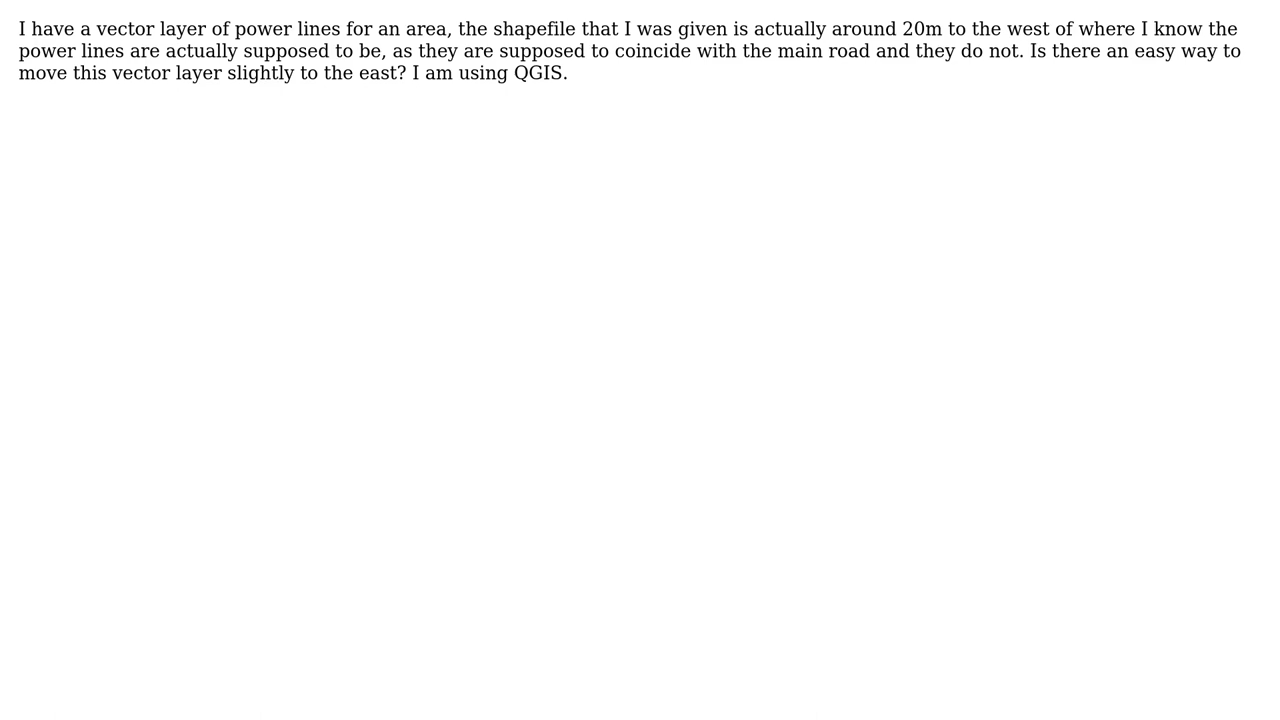 I have a vector layer of power lines for an area, the shapefile that I was given is actually around 20m to the west of where I know the
power lines are actually supposed to be, as they are supposed to coincide with the main road and they do not. Is there an easy way to
move this vector layer slightly to the east? I am using QGIS.